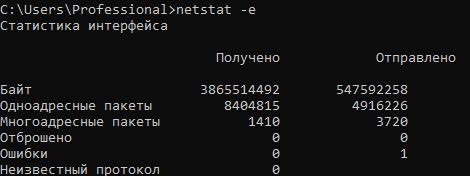 C:\Users\Professional>netstat -e
Статистика интерфейса
Получено Отправлено
Байт 3865514492 547592258
Одноадресные пакеты 8404815 4916226
Многоадресные пакеты 1410 3720
Отброшено 0 0
Ошибки 0 1
Неизвестный протокол 0